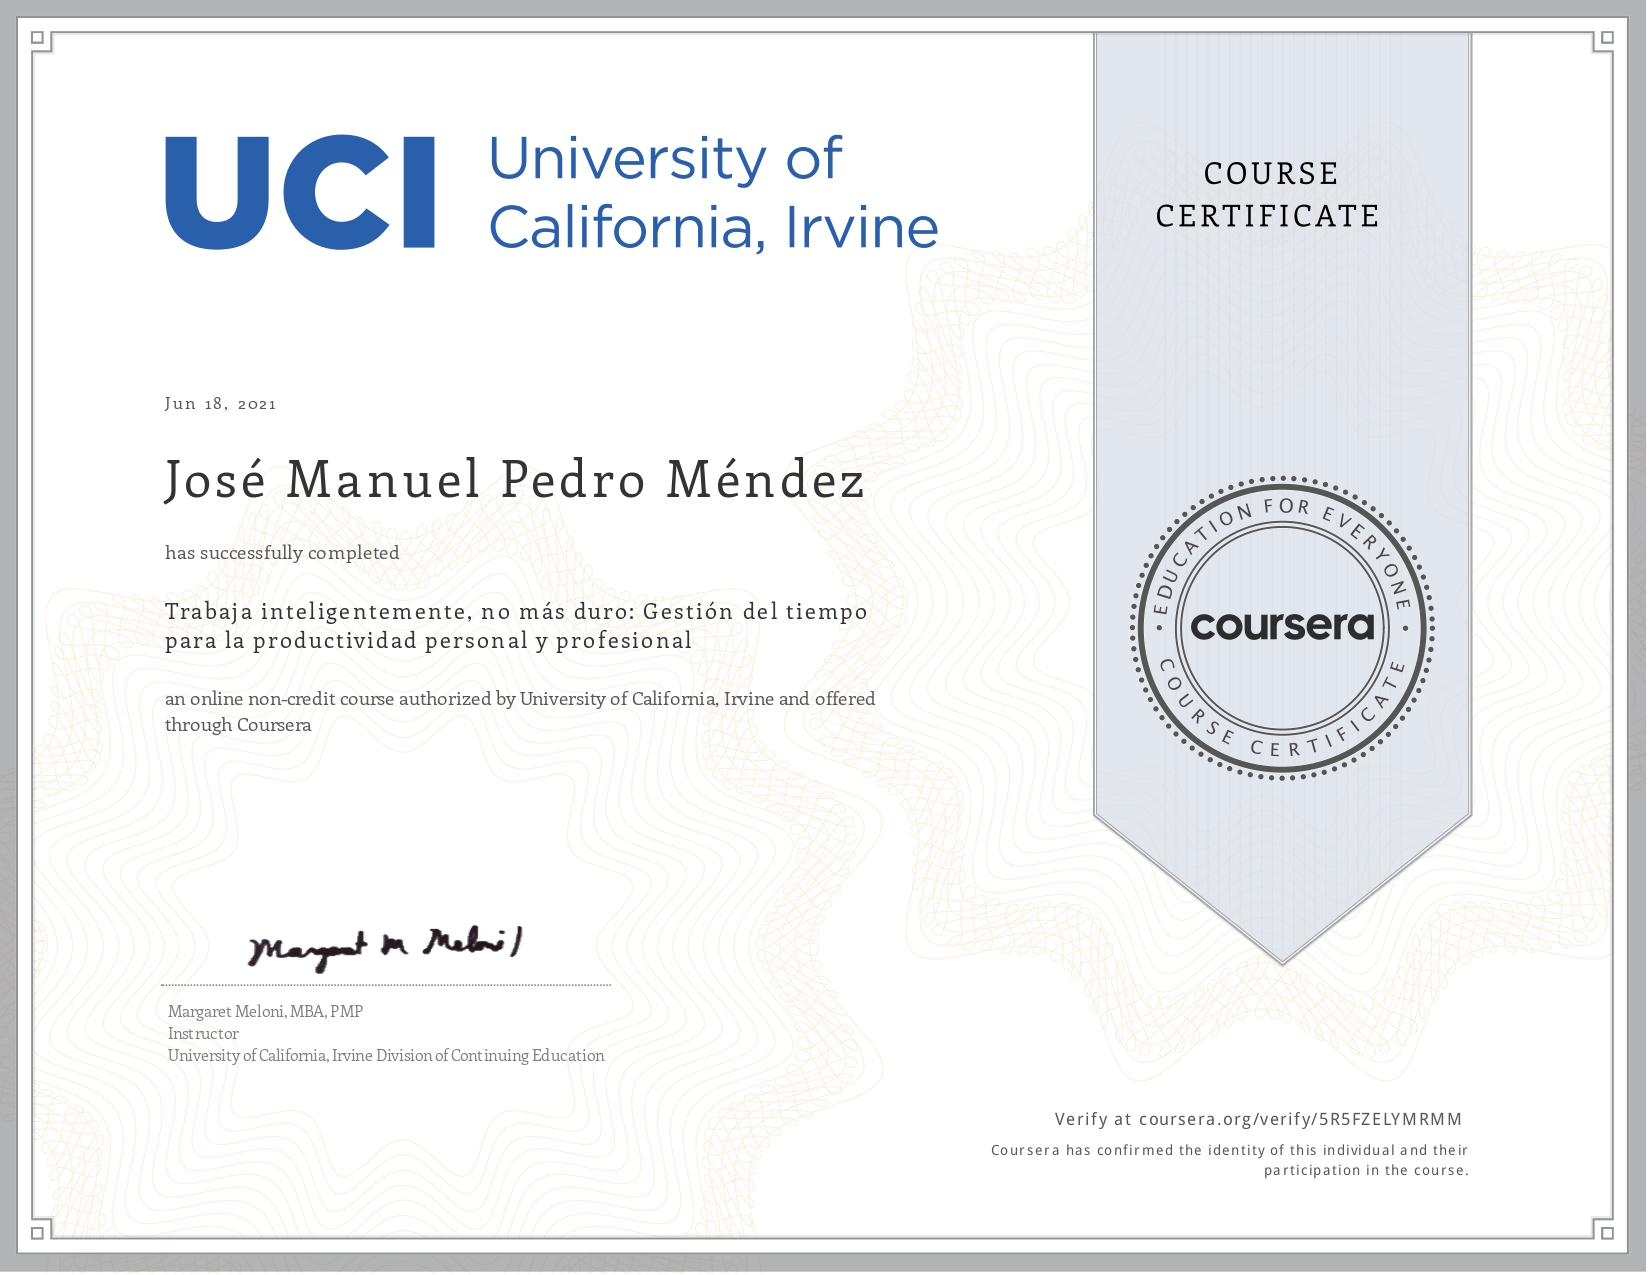 UCI University of
California, Irvine
COURSE
CERTIFICATE
Jun 18, 2021
José Manuel Pedro Méndez
has successfully completed
Trabaja inteligentemente, no más duro: Gestión del tiempo
para la productividad personal y profesional
an online non-credit course authorized by University of California, Irvine and offered
through Coursera
EDUCATION FOR EVERYONE
coursera
COURSE CERTIFICATE
Margaret M Meloni
Margaret Meloni, MBA, PMP
Instructor
University of California, Irvine Division of Continuing Education
Verify at coursera.org/verify/5R5FZELYMRMM
Coursera has confirmed the identity of this individual and their
participation in the course.